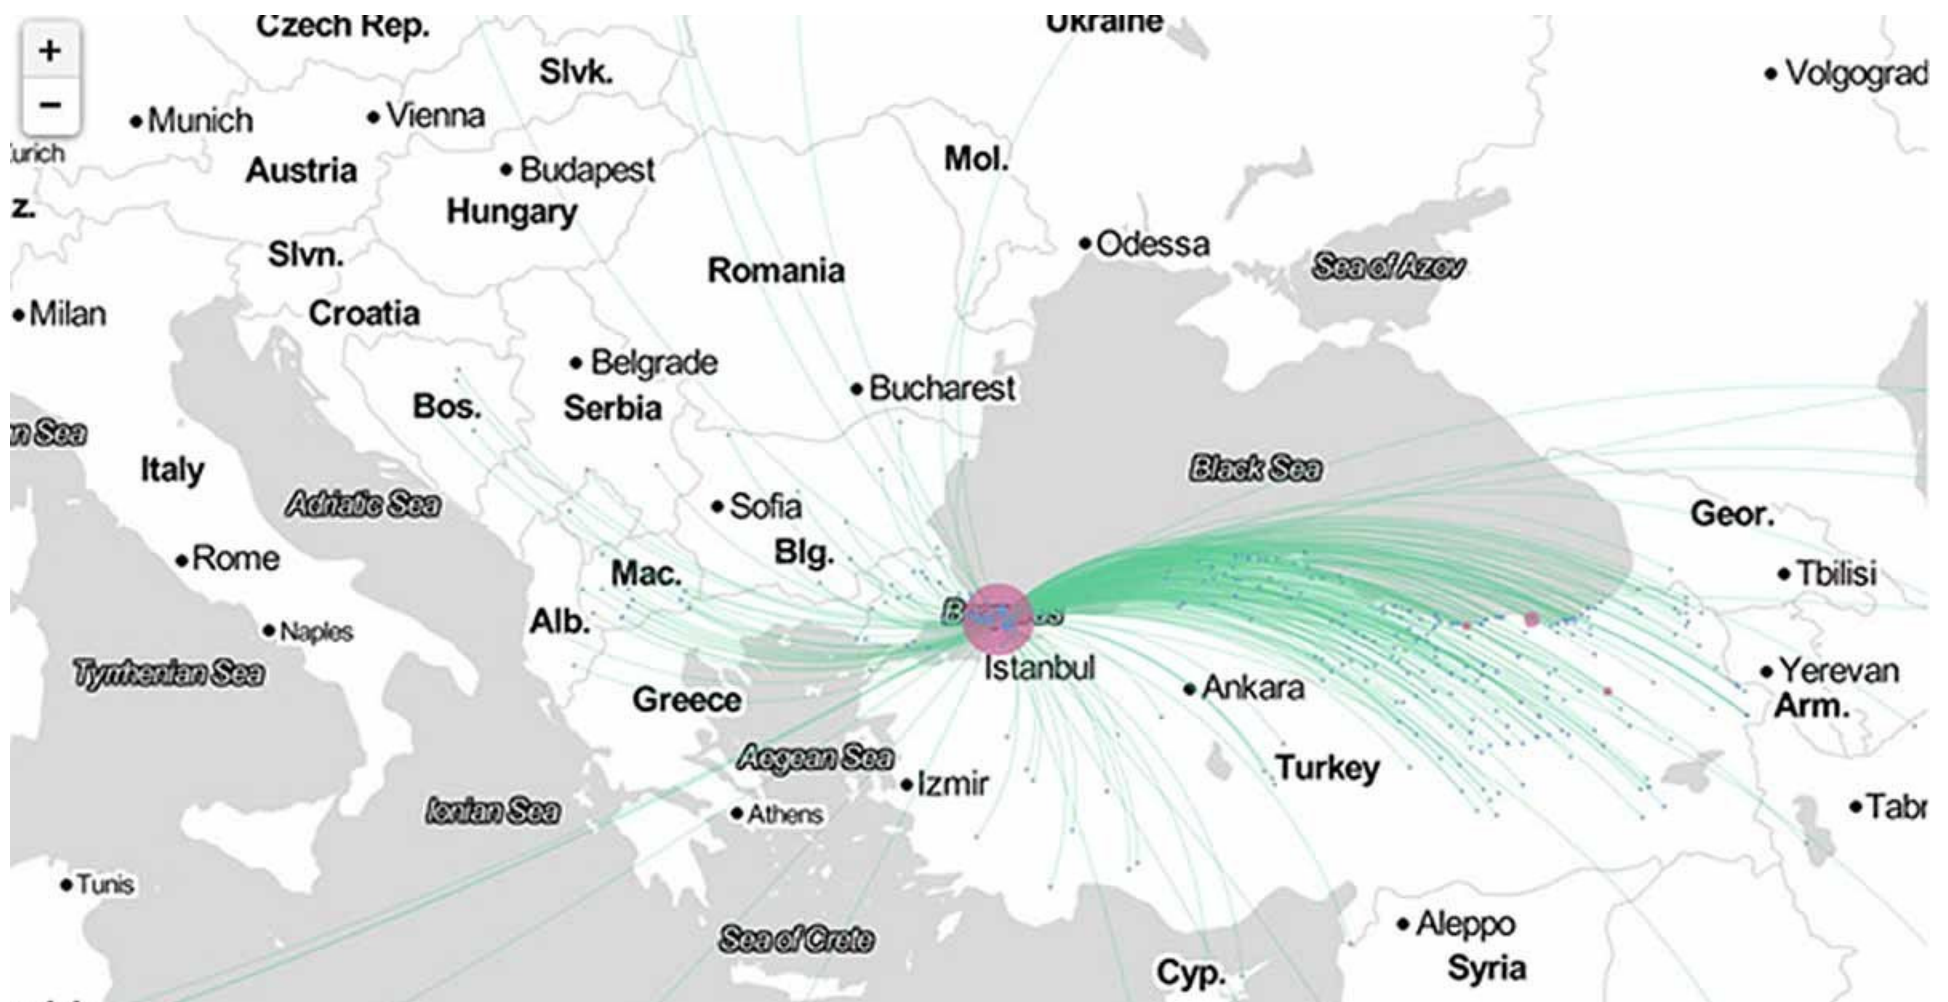 Czech Rep.
Ukraine
+
Slvk.
Volgograd
−
Munich
Vienna
urich
Mol.
Austria
Budapest
z.
Hungary
Slvn.
Odessa
Romania
Sea of Azov
Milan
Croatia
Belgrade
Bucharest
Bos.
Serbia
n Sea
Italy
Black Sea
Adriatic Sea
Sofia
Geor.
Blg.
Rome
Mac.
Tbilisi
Alb.
Naples
Istanbul
Tyrrhenian Sea
Yerevan
Ankara
Greece
Arm.
Aegean Sea
Turkey
Izmir
Ionian Sea
Athens
Tabr
Tunis
Aleppo
Sea of Crete
Syria
Cyp.